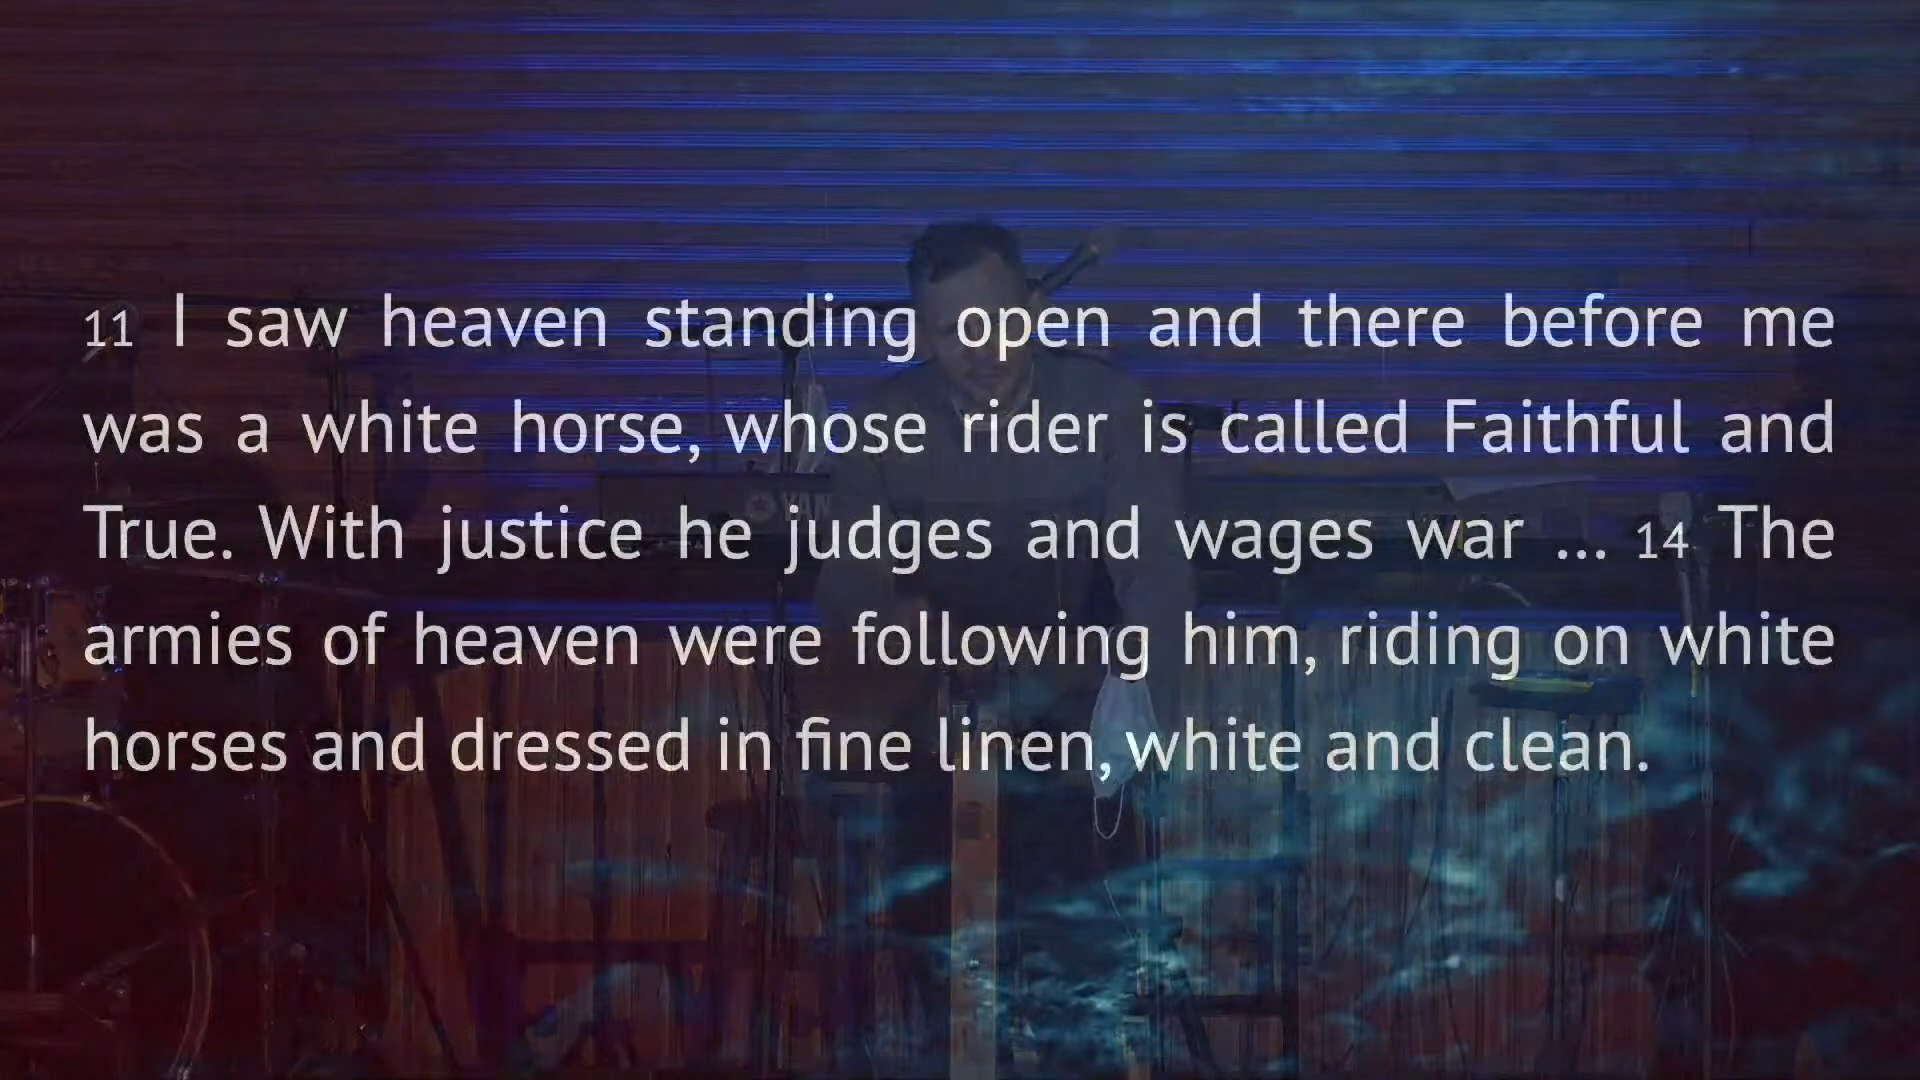 11 I saw heaven standing open and there before me
was a white horse, whose rider is called Faithful and
True. With justice he judges and wages war ... 14 The
armies of heaven were following him, riding on white
horses and dressed in fine linen, white and clean.